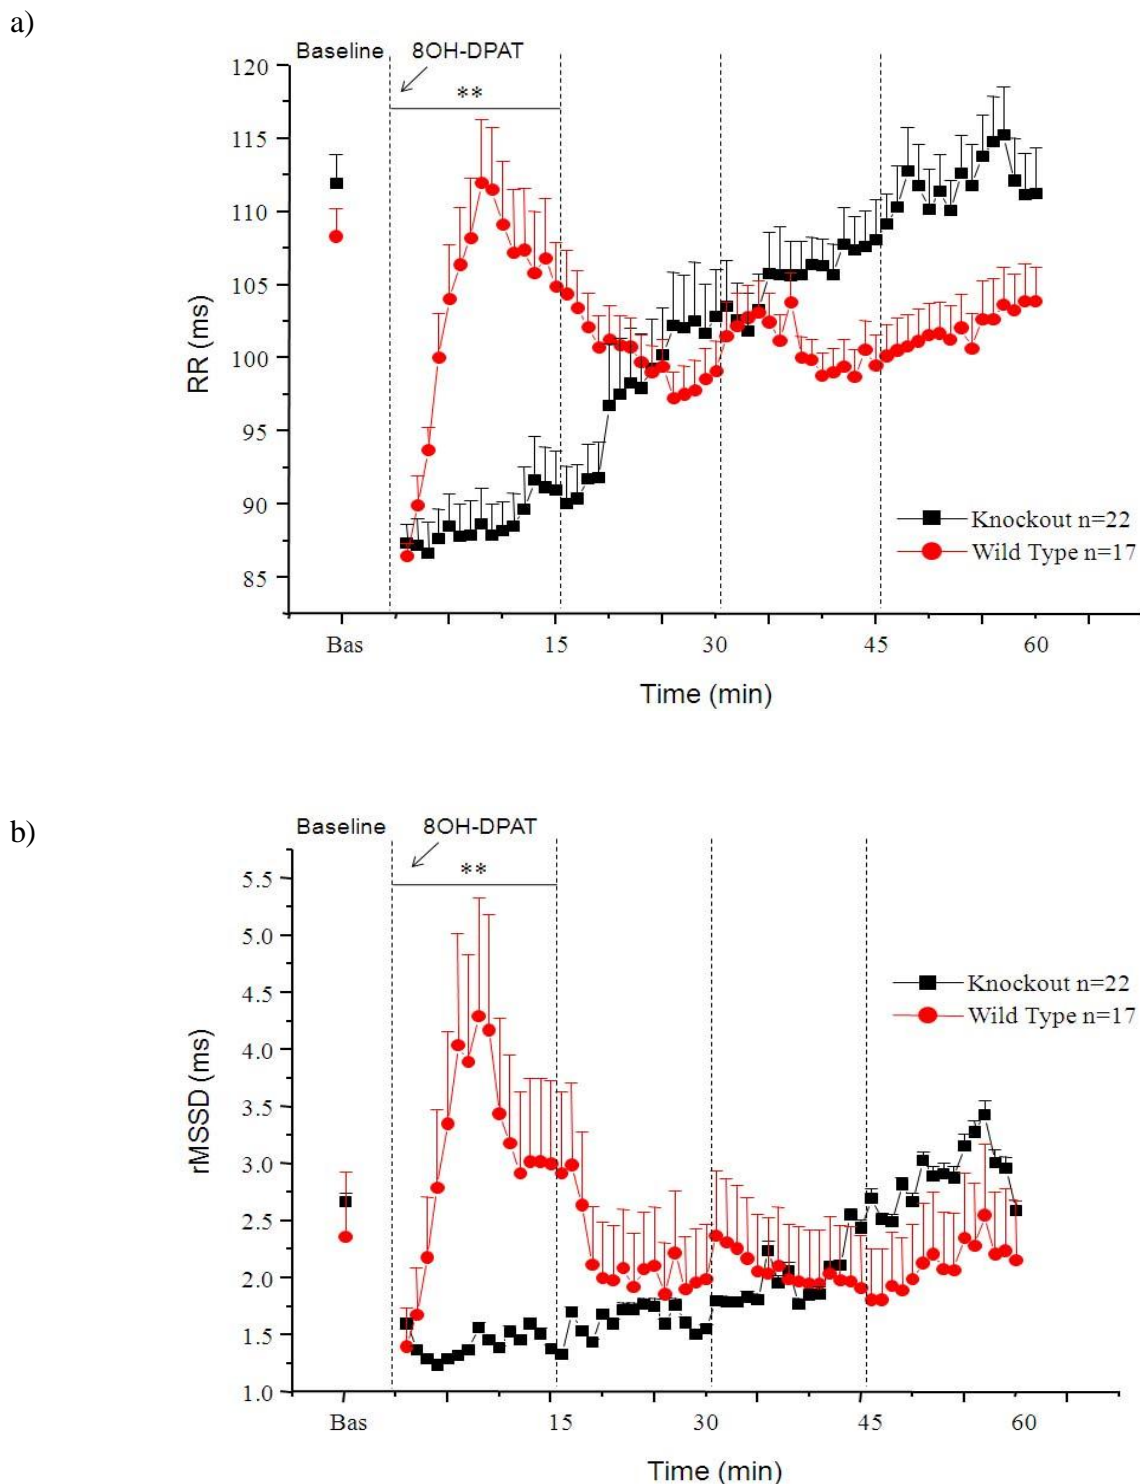 a)
Baseline 8OH-DPAT
**
120
115
110
105
100
95
90
85
RR (ms)
Knockout n=22
Wild Type n=17
Bas 15 30 45 60
Time (min)
b)
Baseline 8OH-DPAT
**
5.5
5.0
4.5
4.0
3.5
3.0
2.5
2.0
1.5
1.0
rMSSD (ms)
Knockout n=22
Wild Type n=17
Bas 15 30 45 60
Time (min)